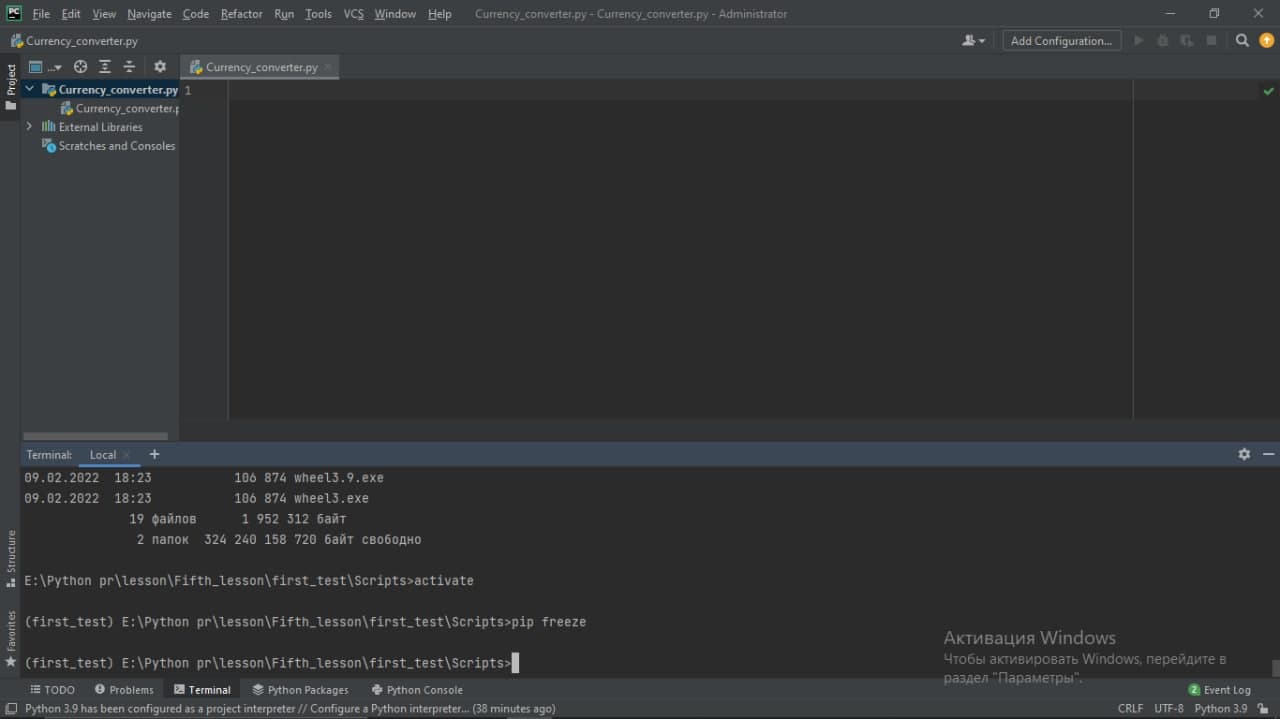 PC File Edit View Navigate Code Refactor Run Tools VCS Window Help Currency_converter.py - Currency_converter.py - Administrator
Currency_converter.py Add Configuration...
Project
... Currency_converter.py
Currency_converter.py 1
Currency_converter.p
External Libraries
Scratches and Consoles
Terminal: Local +
09.02.2022 18:23 106 874 wheel3.9.exe
09.02.2022 18:23 106 874 wheel3.exe
19 файлов 1 952 312 байт
2 папок 324 240 158 720 байт свободно
Structure
E:\Python pr\lesson\Fifth_lesson\first_test\Scripts>activate
Favorites
(first_test) E:\Python pr\lesson\Fifth_lesson\first_test\Scripts>pip freeze
(first_test) E:\Python pr\lesson\Fifth_lesson\first_test\Scripts>
Активация Windows
Чтобы активировать Windows, перейдите в
раздел "Параметры".
TODO Problems Terminal Python Packages Python Console 2 Event Log
Python 3.9 has been configured as a project interpreter // Configure a Python interpreter... (38 minutes ago) CRLF UTF-8 Python 3.9